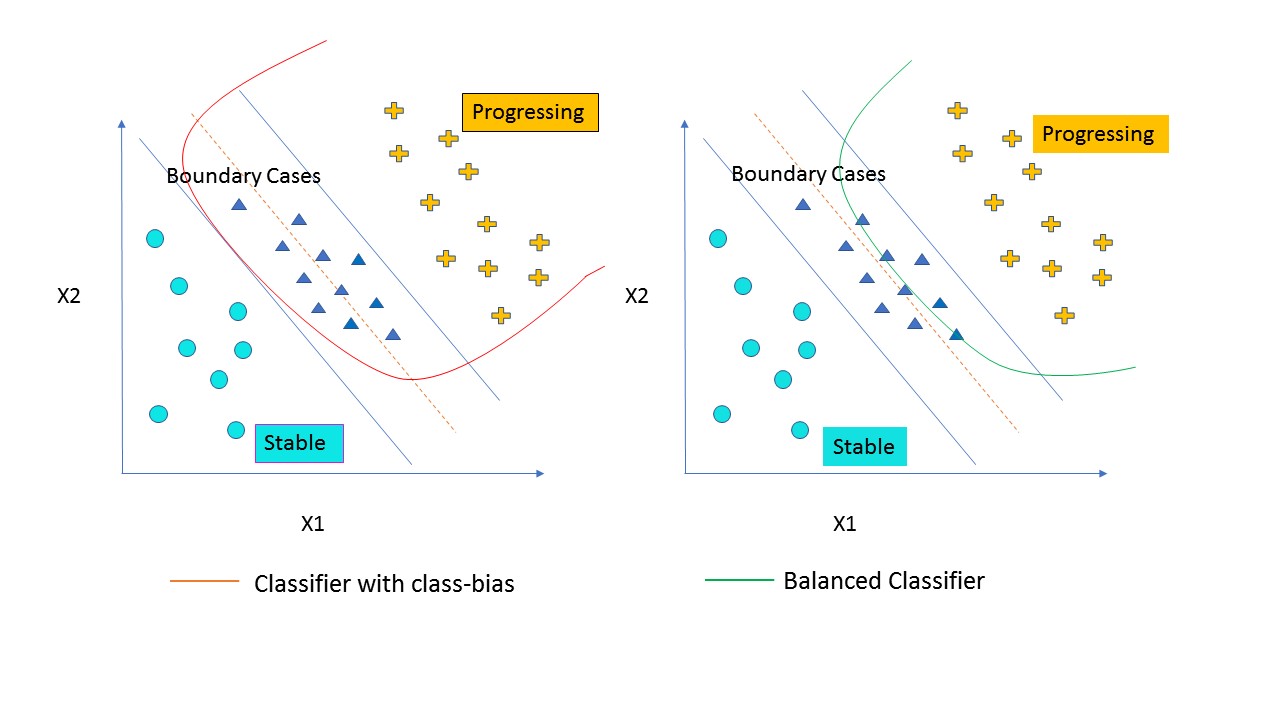 Progressing
Boundary Cases
X2
Stable
X1
Classifier with class-bias
Progressing
Boundary Cases
X2
Stable
X1
Balanced Classifier